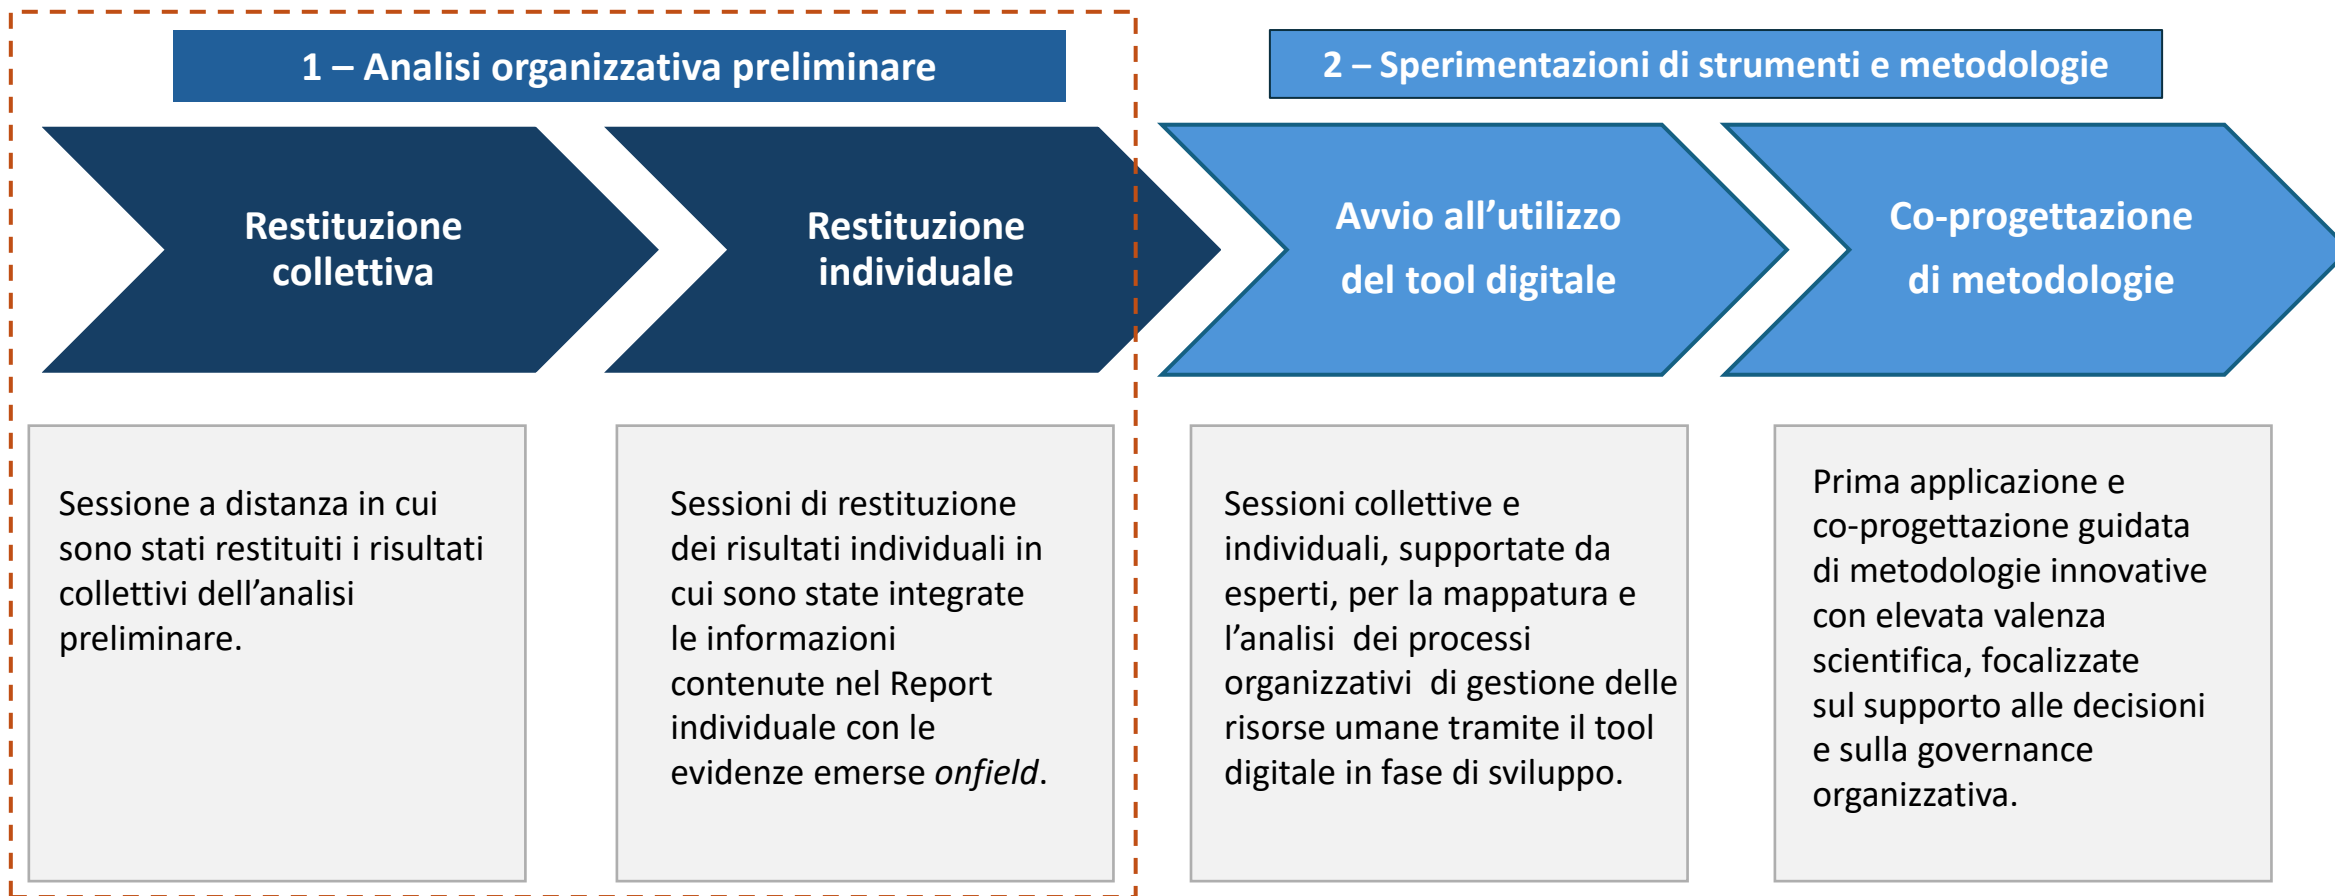 1 – Analisi organizzativa preliminare
2 – Sperimentazioni di strumenti e metodologie
Restituzione
collettiva
Restituzione
individuale
Avvio all’utilizzo
del tool digitale
Co-progettazione
di metodologie
Sessione a distanza in cui
sono stati restituiti i risultati
collettivi dell’analisi
preliminare.
Sessioni di restituzione
dei risultati individuali in
cui sono state integrate
le informazioni
contenute nel Report
individuale con le
evidenze emerse onfield.
Sessioni collettive e
individuali, supportate da
esperti, per la mappatura e
l’analisi  dei processi
organizzativi  di gestione delle
risorse umane tramite il tool
digitale in fase di sviluppo.
Prima applicazione e
co-progettazione guidata
di metodologie innovative
con elevata valenza
scientifica, focalizzate
sul supporto alle decisioni
e sulla governance
organizzativa.